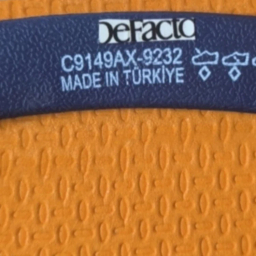 DeFacto
C9149AX-9232
MADE IN TÜRKİYE